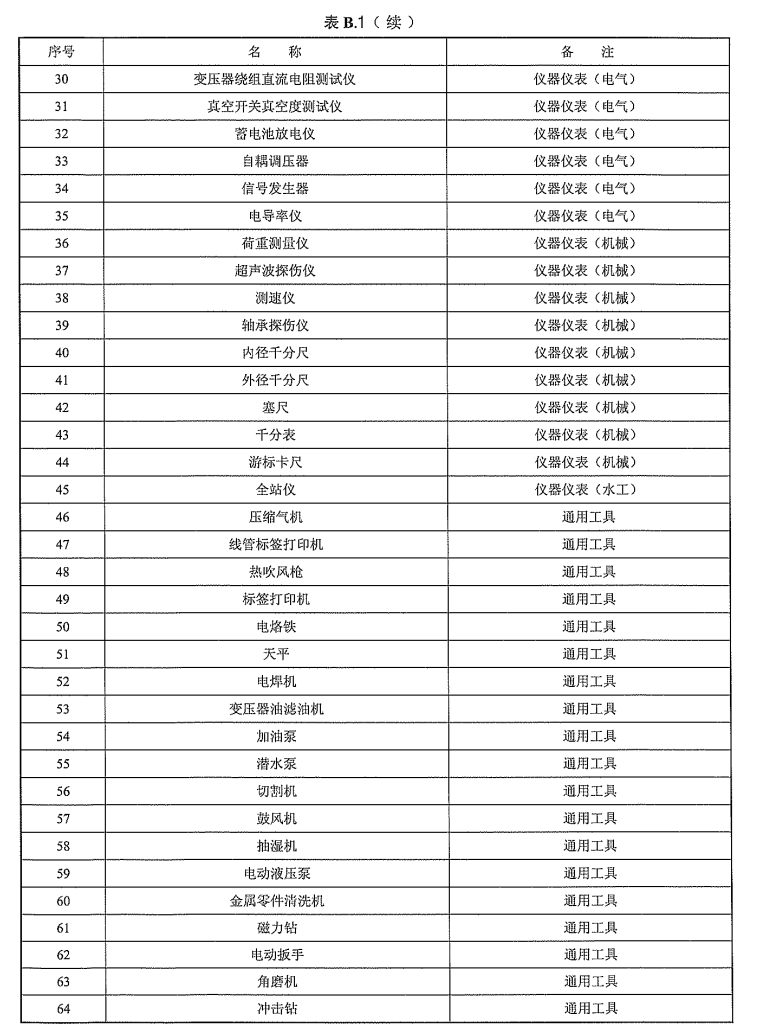 表 B.1（续）
序号 名 称 备 注
30 变压器绕组直流电阻测试仪 仪器仪表（电气）
31 真空开关真空度测试仪 仪器仪表（电气）
32 蓄电池放电仪 仪器仪表（电气）
33 自耦调压器 仪器仪表（电气）
34 信号发生器 仪器仪表（电气）
35 电导率仪 仪器仪表（电气）
36 荷重测量仪 仪器仪表（机械）
37 超声波探伤仪 仪器仪表（机械）
38 测速仪 仪器仪表（机械）
39 轴承探伤仪 仪器仪表（机械）
40 内径千分尺 仪器仪表（机械）
41 外径千分尺 仪器仪表（机械）
42 塞尺 仪器仪表（机械）
43 千分表 仪器仪表（机械）
44 游标卡尺 仪器仪表（机械）
45 全站仪 仪器仪表（水工）
46 压缩气机 通用工具
47 线管标签打印机 通用工具
48 热吹风枪 通用工具
49 标签打印机 通用工具
50 电烙铁 通用工具
51 天平 通用工具
52 电焊机 通用工具
53 变压器油滤油机 通用工具
54 加油泵 通用工具
55 潜水泵 通用工具
56 切割机 通用工具
57 鼓风机 通用工具
58 抽湿机 通用工具
59 电动液压泵 通用工具
60 金属零件清洗机 通用工具
61 磁力钻 通用工具
62 电动扳手 通用工具
63 角磨机 通用工具
64 冲击钻 通用工具